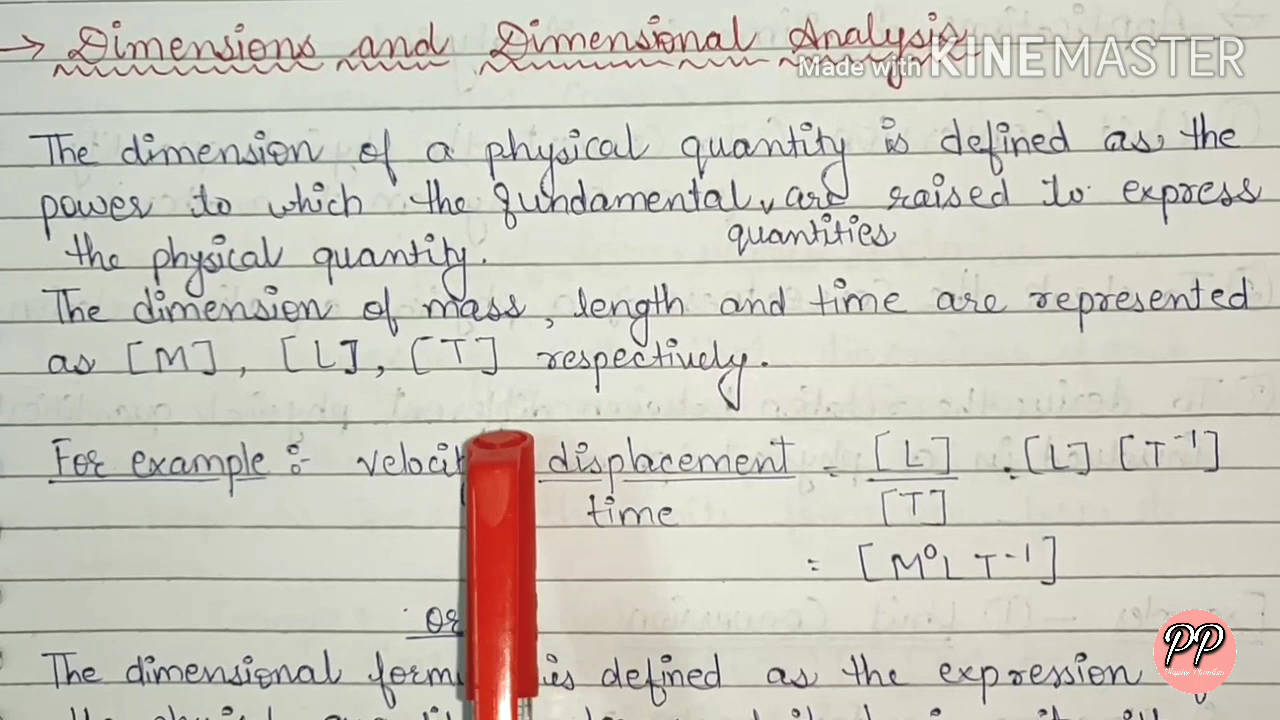 → Dimensions and Dimensional Analysis
Made with KINEMASTER
The dimension of a physical quantity is defined as, the
power to which the fundamental, are raised to express
quantities
the physical quantity.
The dimension of mass, length and time are represented
as [M], [L], [T] respectively.
For example :- velocit displacement = [L] = [L] [T⁻¹]
time [T]
= [M⁰L T⁻¹]
or
The dimensional form is defined as the expression
PP